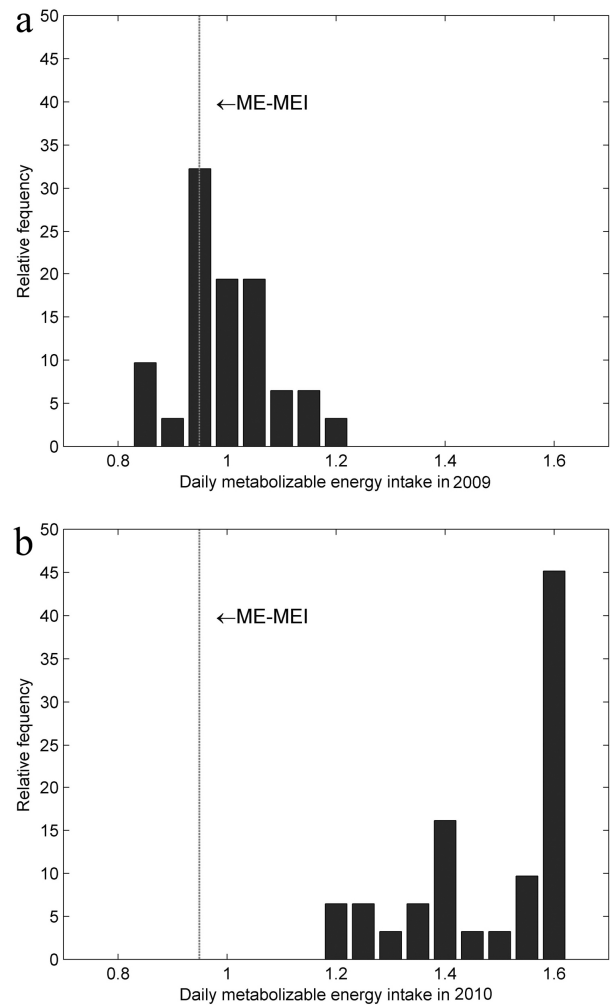 a
50
45
40
35
30
25
20
15
10
5
0
Relative fequency
←ME-MEI
0.8 1 1.2 1.4 1.6
Daily metabolizable energy intake in 2009
b
50
45
40
35
30
25
20
15
10
5
0
Relative fequency
←ME-MEI
0.8 1 1.2 1.4 1.6
Daily metabolizable energy intake in 2010